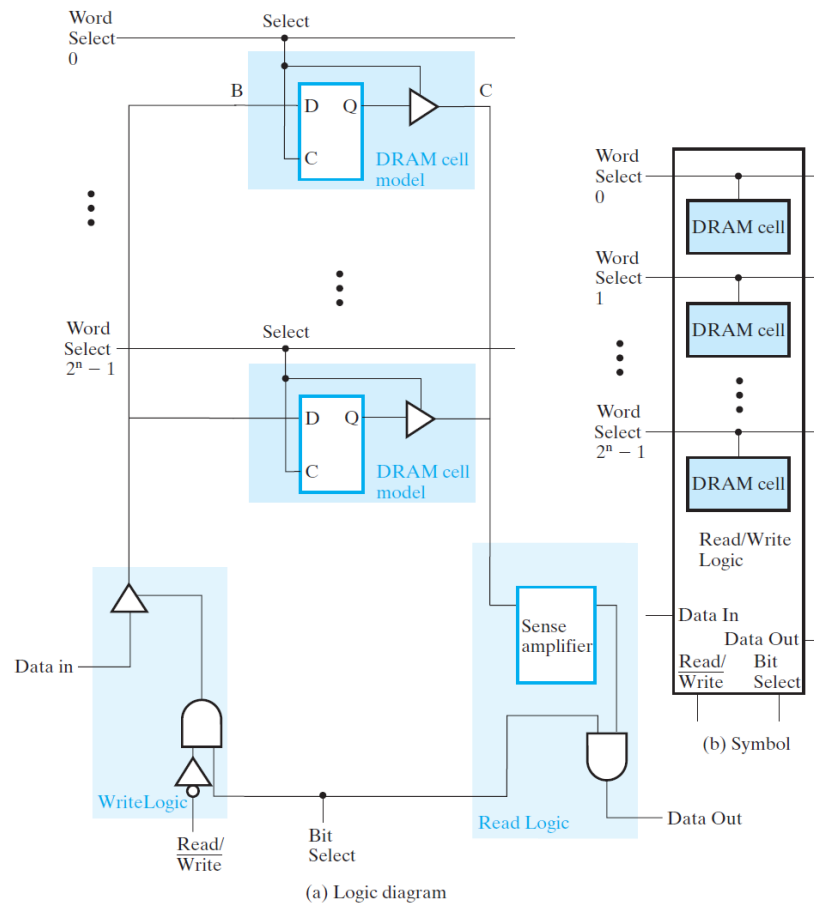 Word
Select
0
Select
B
C
D
Q
C
DRAM cell
model
Word
Select
2ⁿ − 1
Select
D
Q
C
DRAM cell
model
Data in
WriteLogic
Read/
Write
Bit
Select
Sense
amplifier
Read Logic
Data Out
(a) Logic diagram
Word
Select
0
DRAM cell
Word
Select
1
DRAM cell
Word
Select
2ⁿ − 1
DRAM cell
Read/Write
Logic
Data In
Data Out
Read/ Bit
Write Select
(b) Symbol